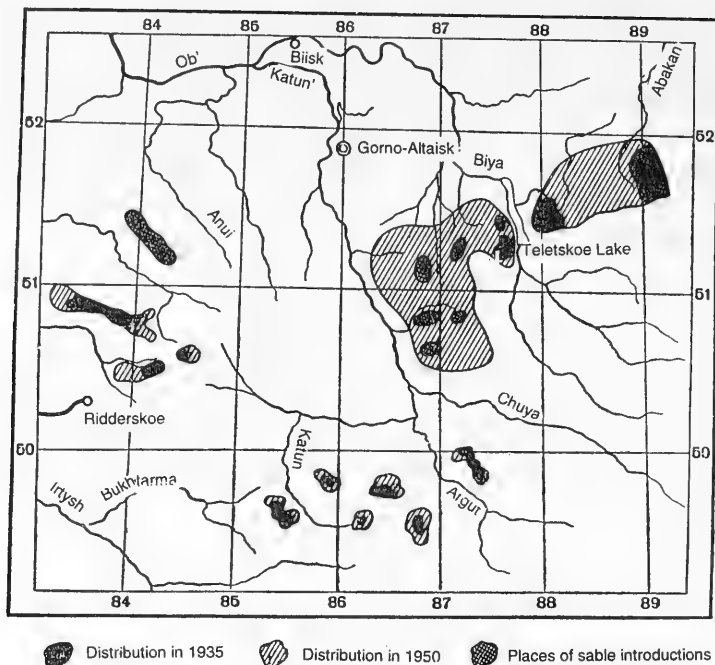 84 85 86 87 88 89
Ob'
Biisk
Katun'
Abakan
52 52
Gorno-Altaisk
Biya
Anui
Teletskoe Lake
51 51
Ridderskoe
Chuya
50 50
Katun
Bukhtarma
Irtysh
Argut
84 85 86 87 88 89
Distribution in 1935 Distribution in 1950 Places of sable introductions